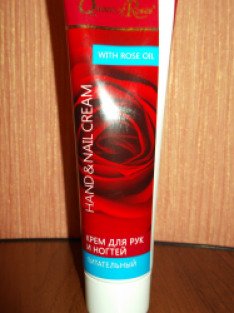 WITH ROSE OIL
HAND & NAIL CREAM
КРЕМ ДЛЯ РУК
И НОГТЕЙ
ПИТАТЕЛЬНЫЙ